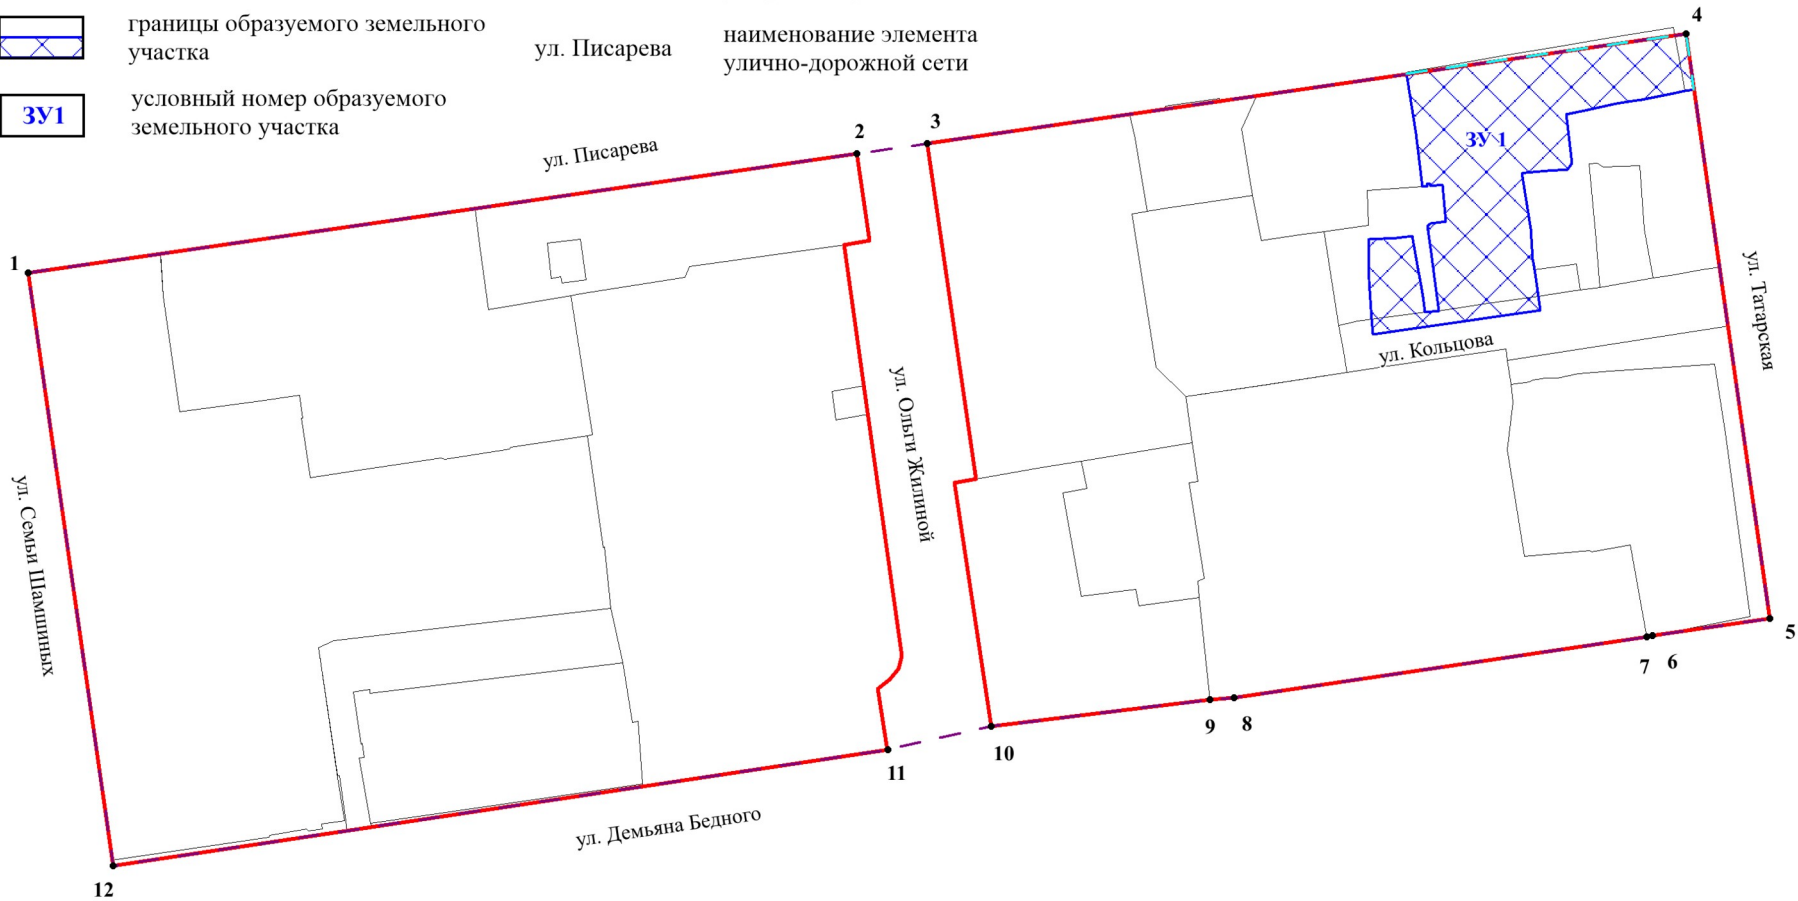 границы образуемого земельного
участка
ЗУ1
условный номер образуемого
земельного участка
ул. Писарева
наименование элемента
улично-дорожной сети
4
3
2
ул. Писарева
ЗУ 1
1
ул. Татарская
ул. Кольцова
ул. Ольги Жилиной
ул. Семьи Шамшиных
5
7
6
9
8
10
11
ул. Демьяна Бедного
12